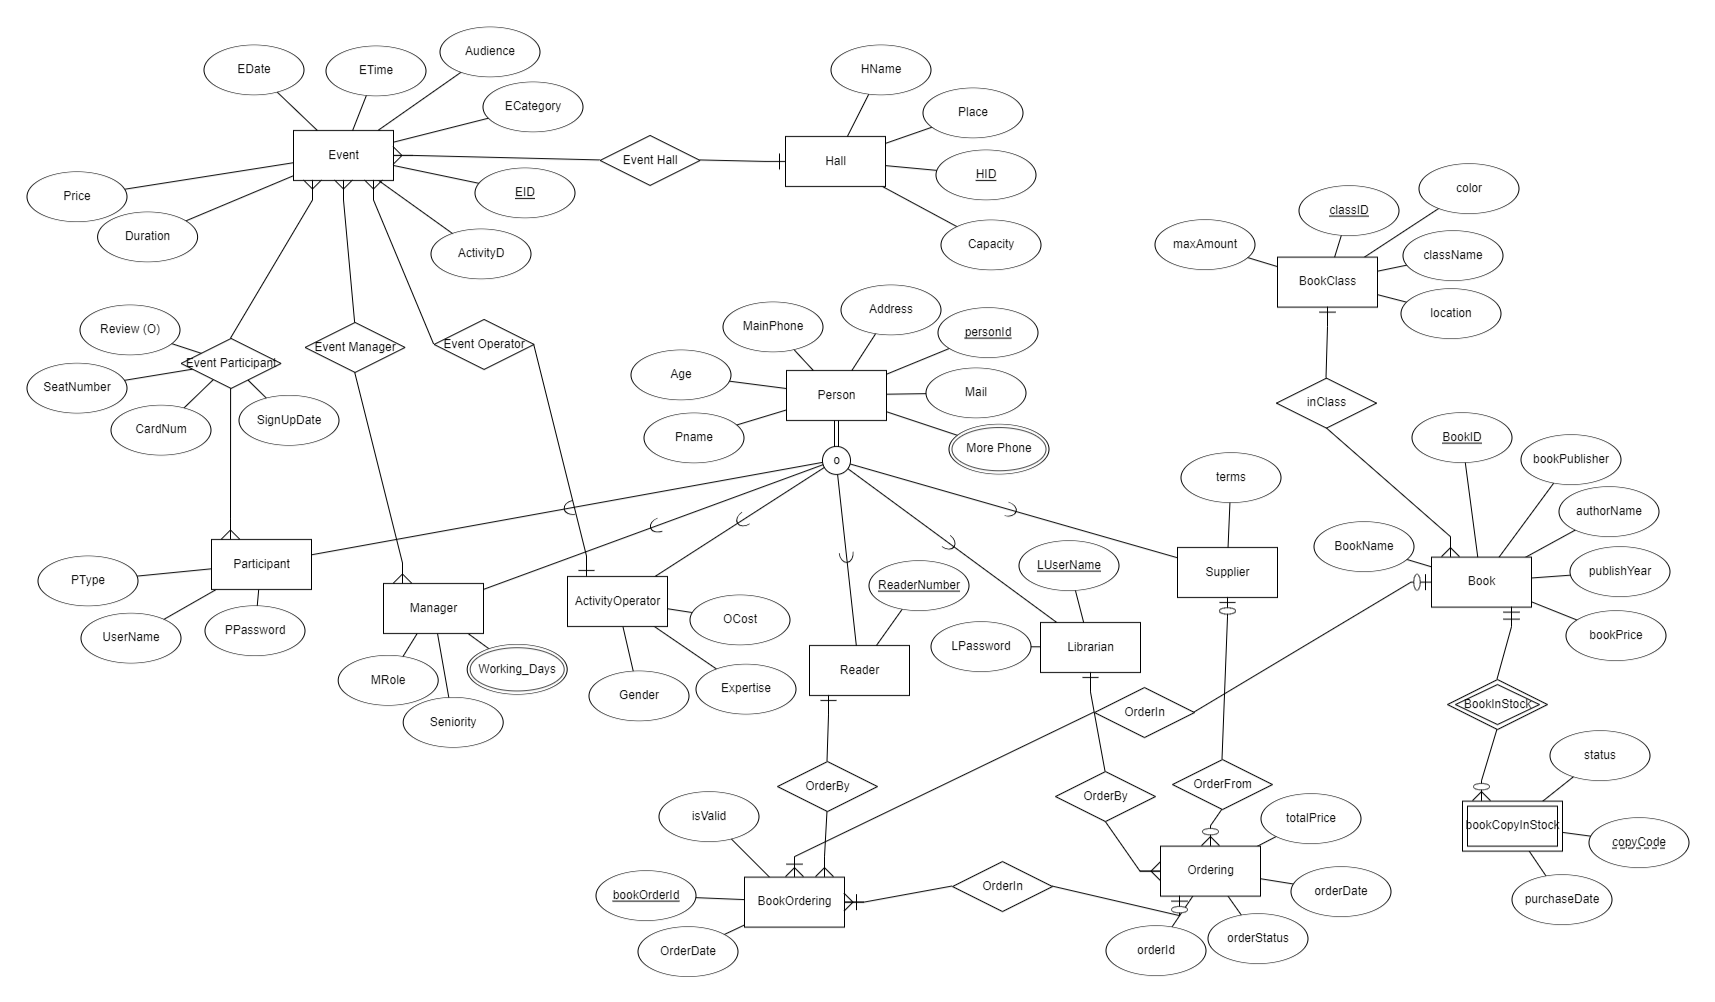 Audience
EDate
ETime
HName
ECategory
Place
Event
Event Hall
Hall
HID
color
EID
Price
classID
Duration
maxAmount
Capacity
ActivityD
className
BookClass
Address
location
MainPhone
Review (O)
personId
Event Manager
Event Operator
Event Participant
Age
SeatNumber
Person
Mail
inClass
SignUpDate
CardNum
Pname
BookID
More Phone
bookPublisher
o
terms
authorName
BookName
Participant
LUserName
Supplier
publishYear
PType
ReaderNumber
Book
ActivityOperator
Manager
OCost
PPassword
UserName
bookPrice
LPassword
Librarian
Working_Days
Reader
MRole
Expertise
Gender
BookInStock
OrderIn
Seniority
status
OrderFrom
OrderBy
OrderBy
isValid
totalPrice
bookCopyInStock
copyCode
Ordering
OrderIn
orderDate
bookOrderId
BookOrdering
purchaseDate
orderStatus
OrderDate
orderId